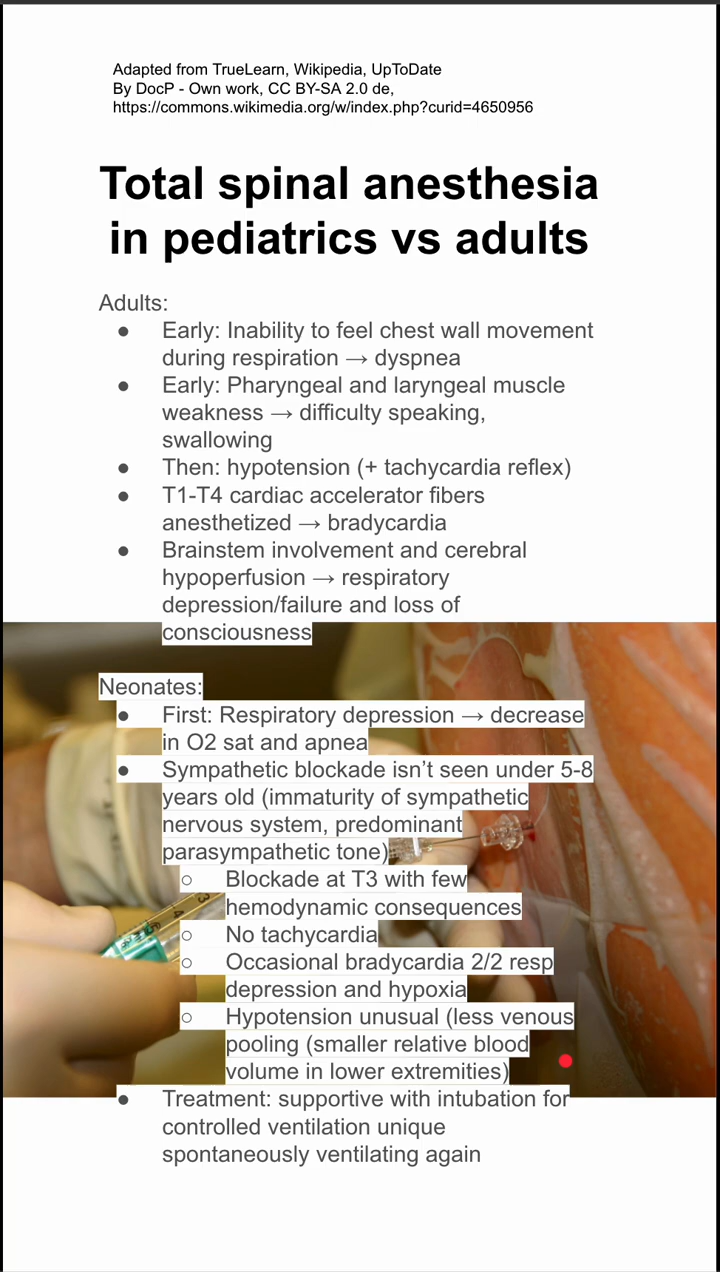 Adapted from TrueLearn, Wikipedia, UpToDate
By DocP - Own work, CC BY-SA 2.0 de,
https://commons.wikimedia.org/w/index.php?curid=4650956
Total spinal anesthesia
in pediatrics vs adults
Adults:
● Early: Inability to feel chest wall movement
during respiration → dyspnea
● Early: Pharyngeal and laryngeal muscle
weakness → difficulty speaking,
swallowing
● Then: hypotension (+ tachycardia reflex)
● T1-T4 cardiac accelerator fibers
anesthetized → bradycardia
● Brainstem involvement and cerebral
hypoperfusion → respiratory
depression/failure and loss of
consciousness
Neonates:
● First: Respiratory depression → decrease
in O2 sat and apnea
● Sympathetic blockade isn’t seen under 5-8
years old (immaturity of sympathetic
nervous system, predominant
parasympathetic tone)
○ Blockade at T3 with few
hemodynamic consequences
○ No tachycardia
○ Occasional bradycardia 2/2 resp
depression and hypoxia
○ Hypotension unusual (less venous
pooling (smaller relative blood
volume in lower extremities)
● Treatment: supportive with intubation for
controlled ventilation unique
spontaneously ventilating again